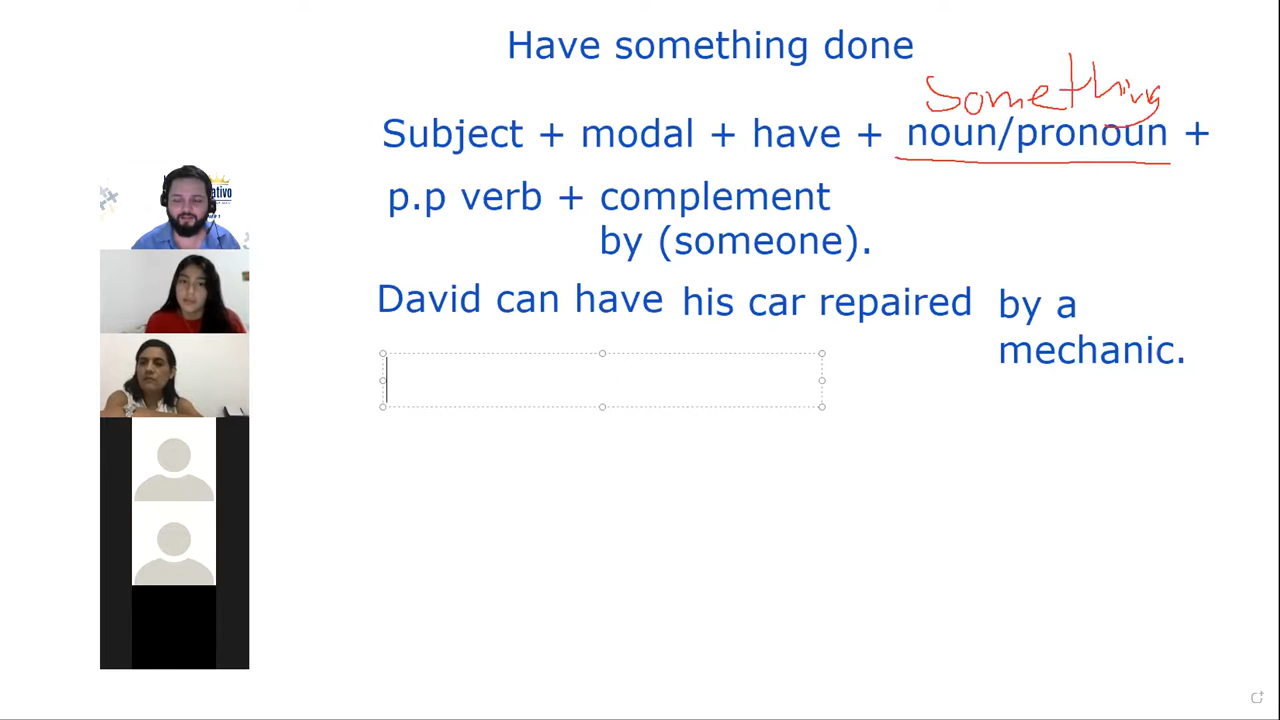 Have something done
something
Subject + modal + have + noun/pronoun +
p.p verb + complement
by (someone).
David can have his car repaired by a
mechanic.